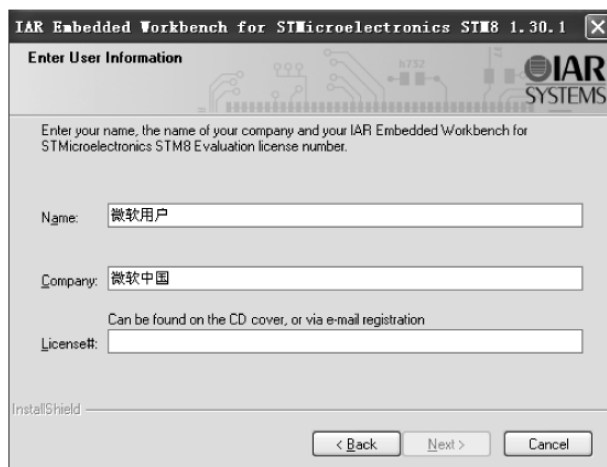 IAR Embedded Workbench for STMicroelectronics STM8 1.30.1
Enter User Information
h752
IAR
SYSTEMS
Enter your name, the name of your company and your IAR Embedded Workbench for
STMicroelectronics STM8 Evaluation license number.
Name: 微软用户
Company: 微软中国
Can be found on the CD cover, or via e-mail registration
License#:
InstallShield
< Back Next > Cancel